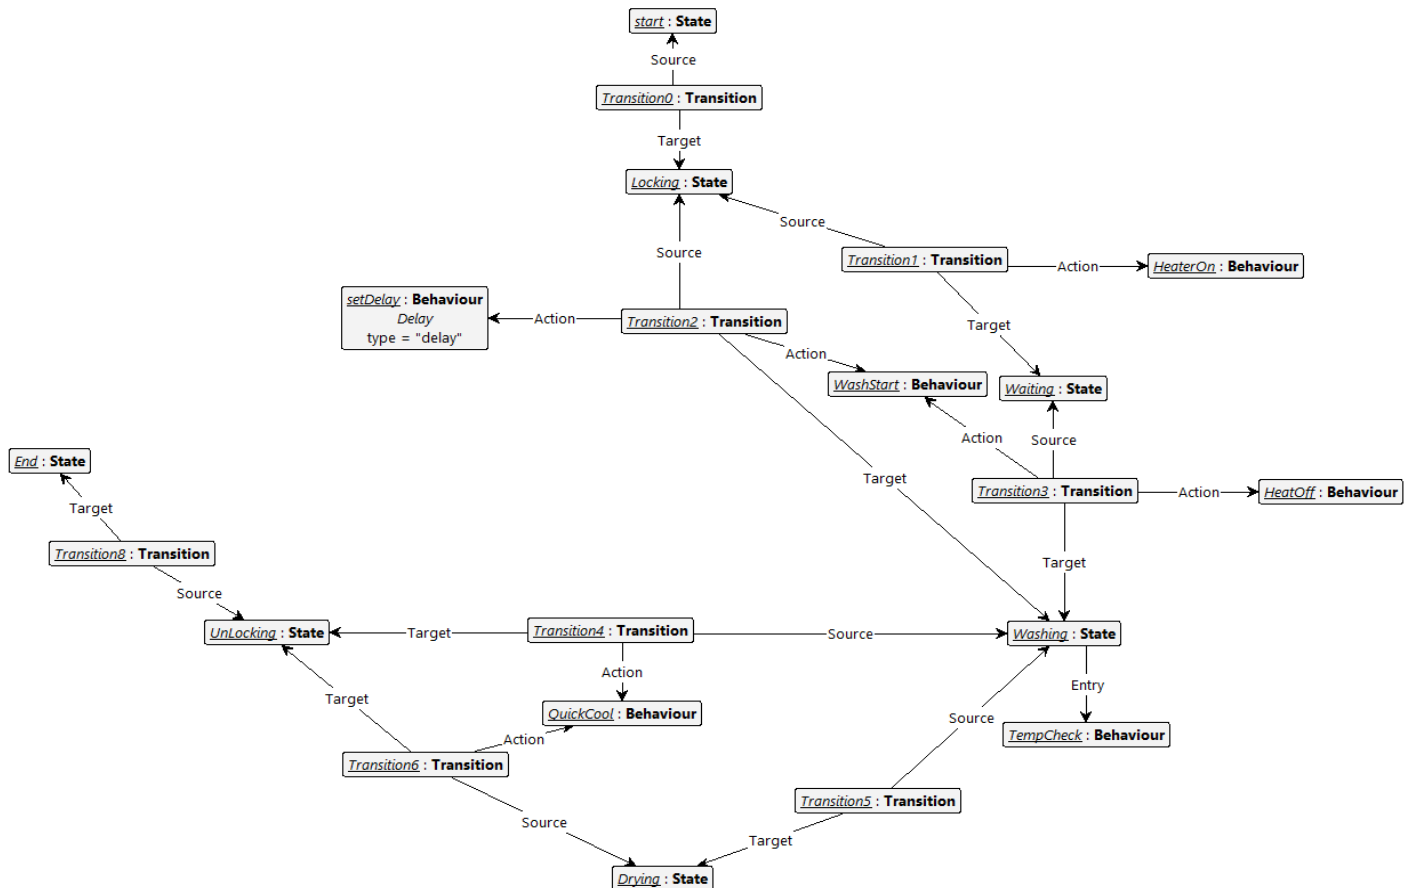 start : State
Source
Transition0 : Transition
Target
Locking : State
Source
Source
Transition1 : Transition
Action
HeaterOn : Behaviour
setDelay : Behaviour
Delay
type = "delay"
Action
Transition2 : Transition
Target
Action
WashStart : Behaviour
Waiting : State
Action
Source
End : State
Target
Transition3 : Transition
Action
HeatOff : Behaviour
Target
Transition8 : Transition
Target
Source
UnLocking : State
Target
Transition4 : Transition
Source
Washing : State
Action
Entry
Target
QuickCool : Behaviour
Source
Action
TempCheck : Behaviour
Transition6 : Transition
Transition5 : Transition
Source
Target
Drying : State